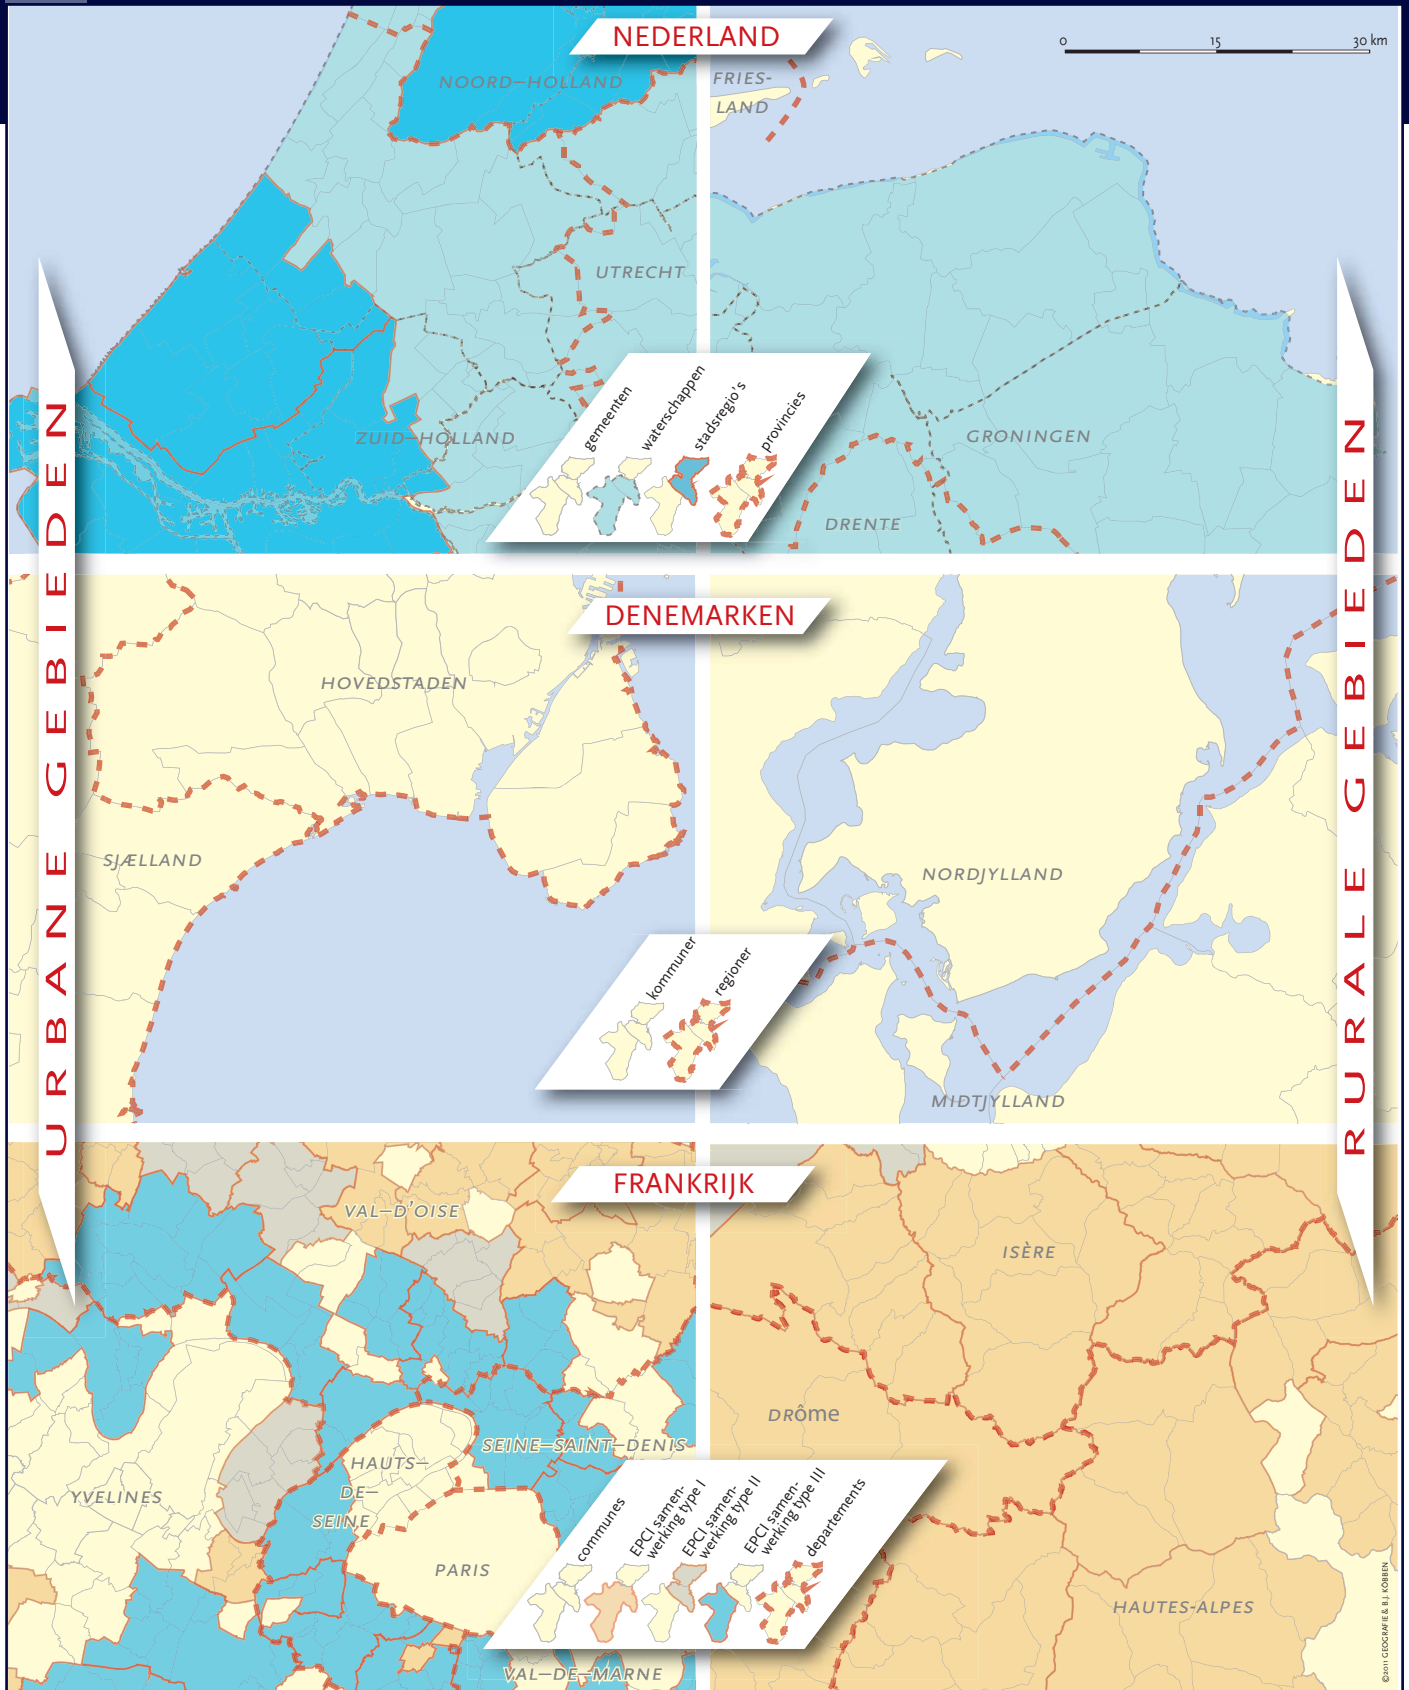 NEDERLAND
0 15 30 km
NOORD–HOLLAND
FRIES-
LAND
UTRECHT
ZUID–HOLLAND
GRONINGEN
DRENTE
gemeenten
waterschappen
stadsregio's
provincies
URBANE GEBIEDEN
RURALE GEBIEDEN
DENEMARKEN
HOVEDSTADEN
SJÆLLAND
NORDJYLLAND
MIDTJYLLAND
kommuner
regioner
FRANKRIJK
VAL–D'OISE
ISÈRE
DRôme
SEINE–SAINT–DENIS
HAUTS–
DE–
SEINE
YVELINES
PARIS
HAUTES-ALPES
VAL–DE–MARNE
communes
EPCI samen-
werking type I
EPCI samen-
werking type II
EPCI samen-
werking type III
departements
©2011 GEOGRAFIE & B.J. KÖBBEN